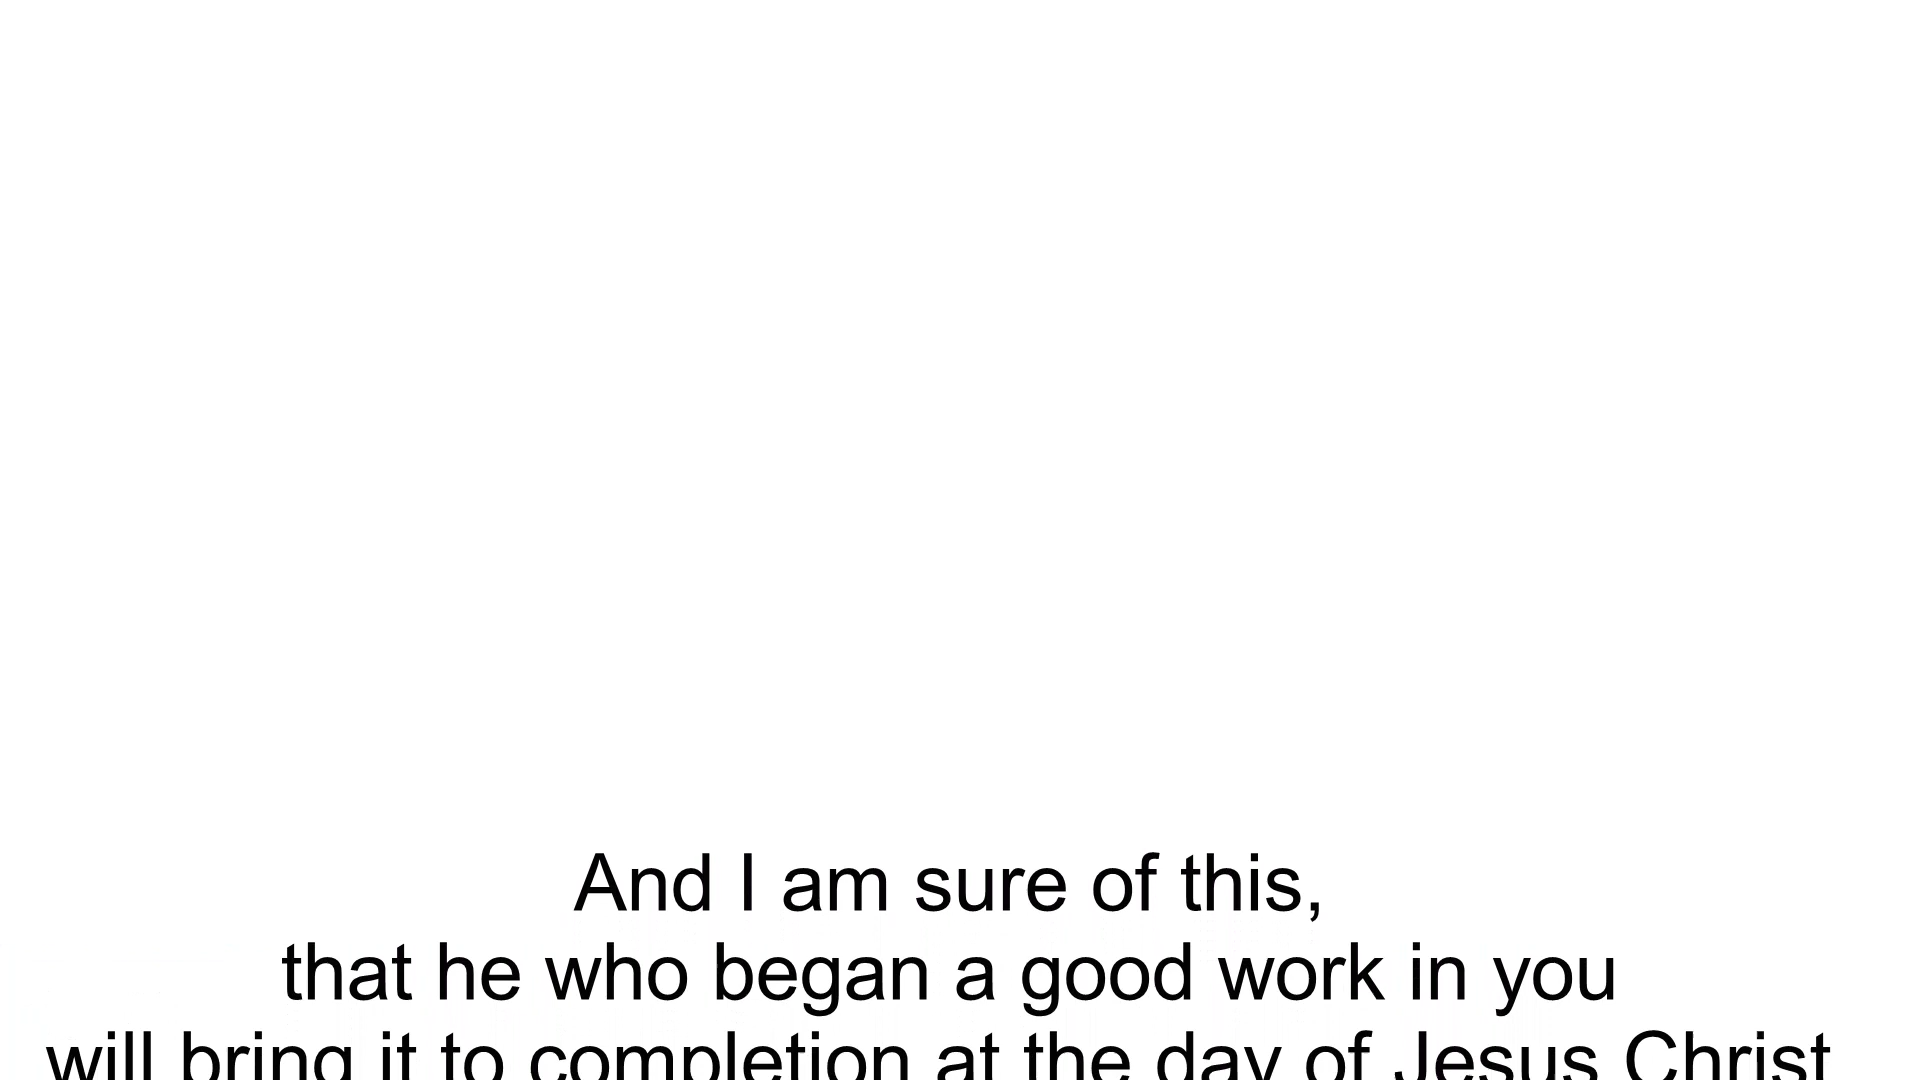 And I am sure of this,
that he who began a good work in you
will bring it to completion at the day of Jesus Christ